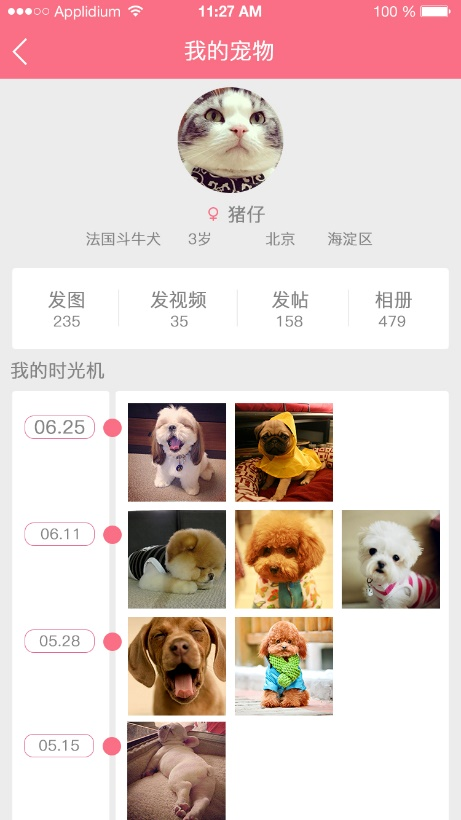 Applidium 11:27 AM 100 %
我的宠物
猪仔
法国斗牛犬 3岁 北京 海淀区
发图 发视频 发帖 相册
235 35 158 479
我的时光机
06.25
06.11
05.28
05.15